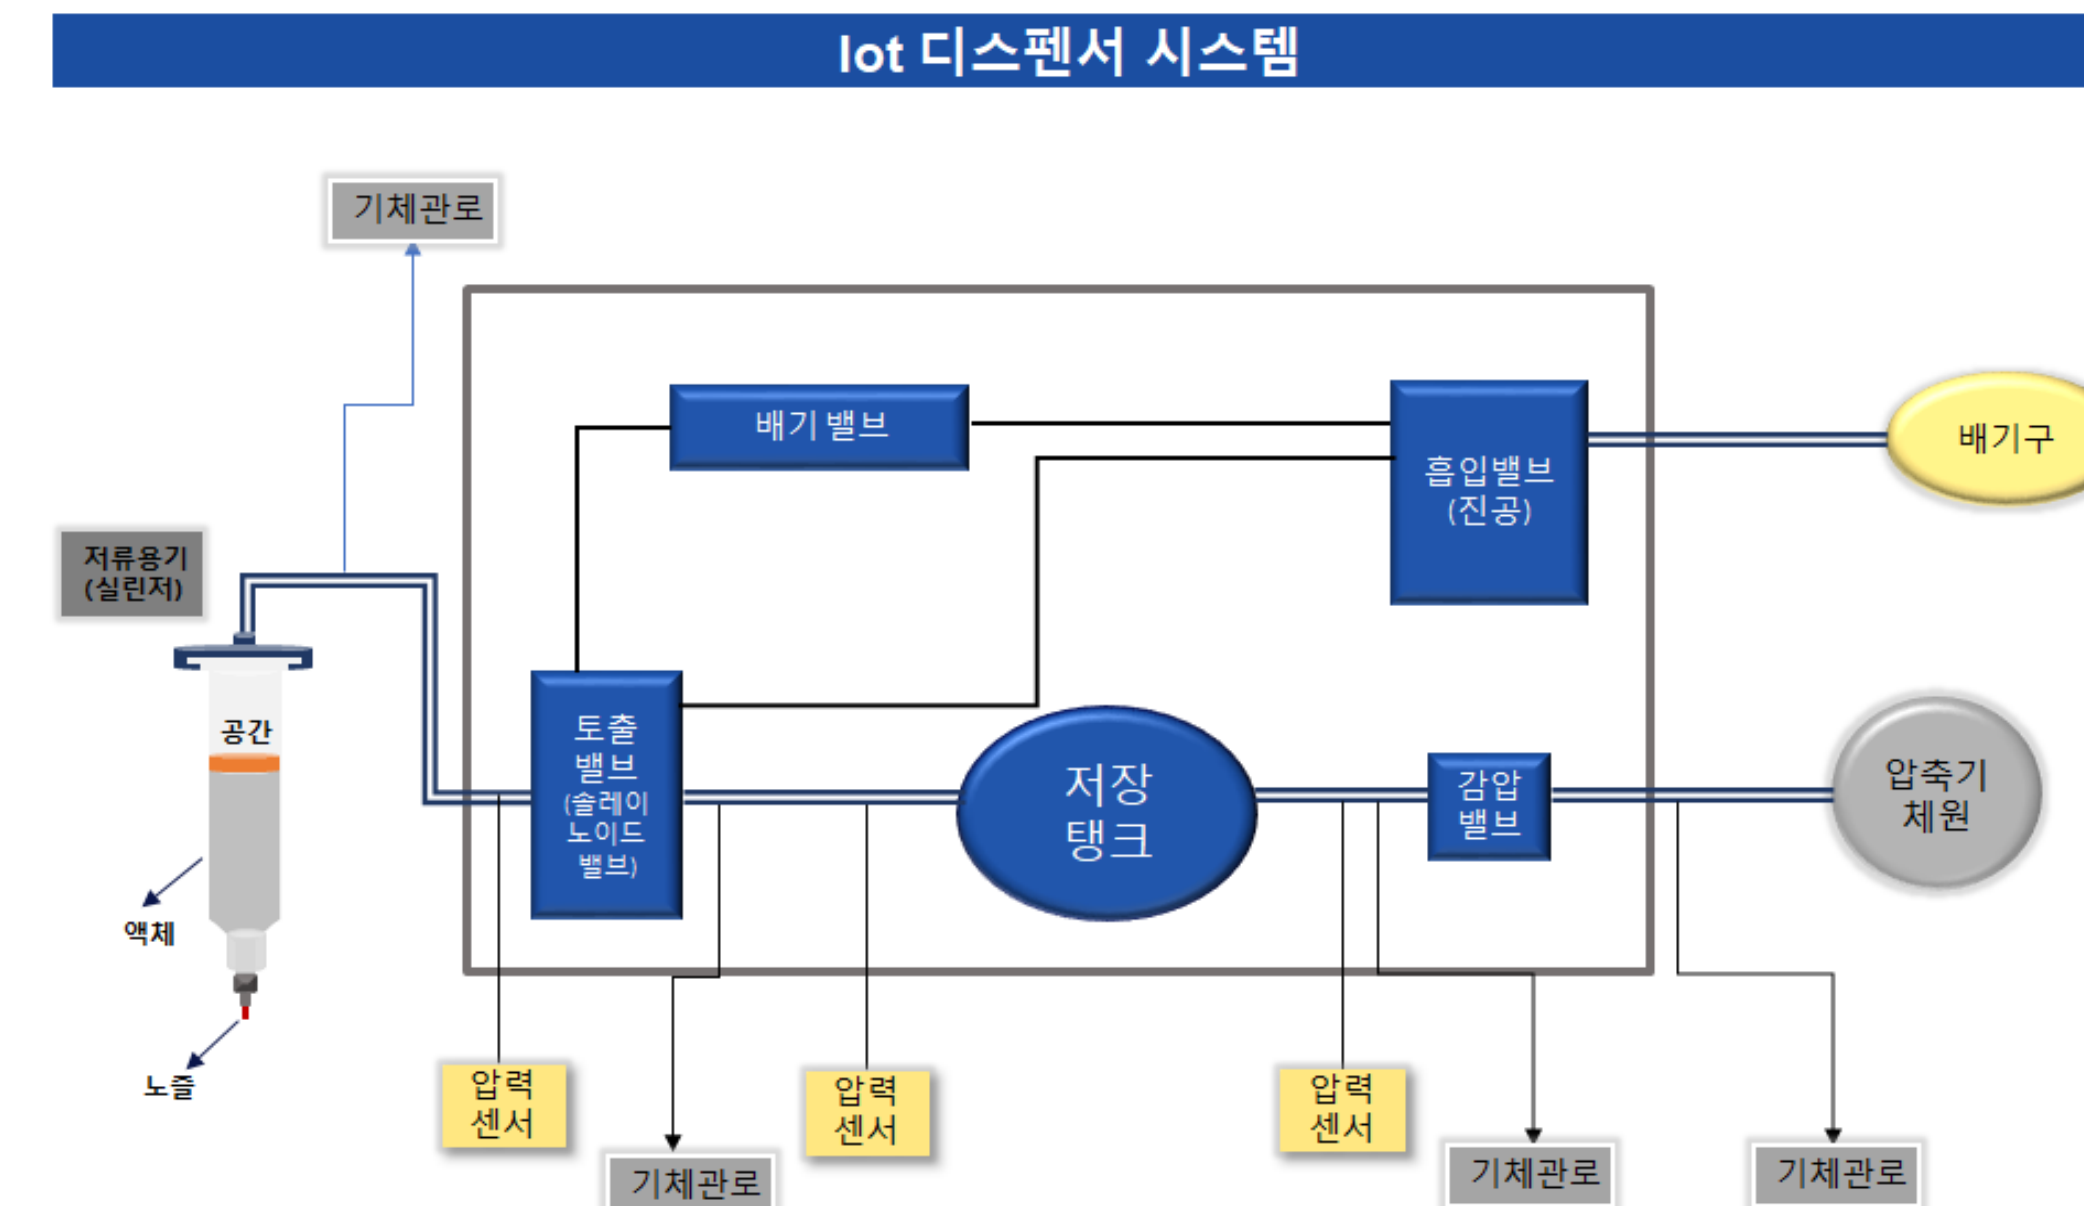 Iot 디스펜서 시스템
기체관로
배기 밸브
흡입밸브
(진공)
배기구
저류용기
(실린저)
공간
토출
밸브
(솔레이
노이드
밸브)
저장
탱크
감압
밸브
압축기
체원
액체
노즐
압력
센서
기체관로
압력
센서
압력
센서
기체관로
기체관로